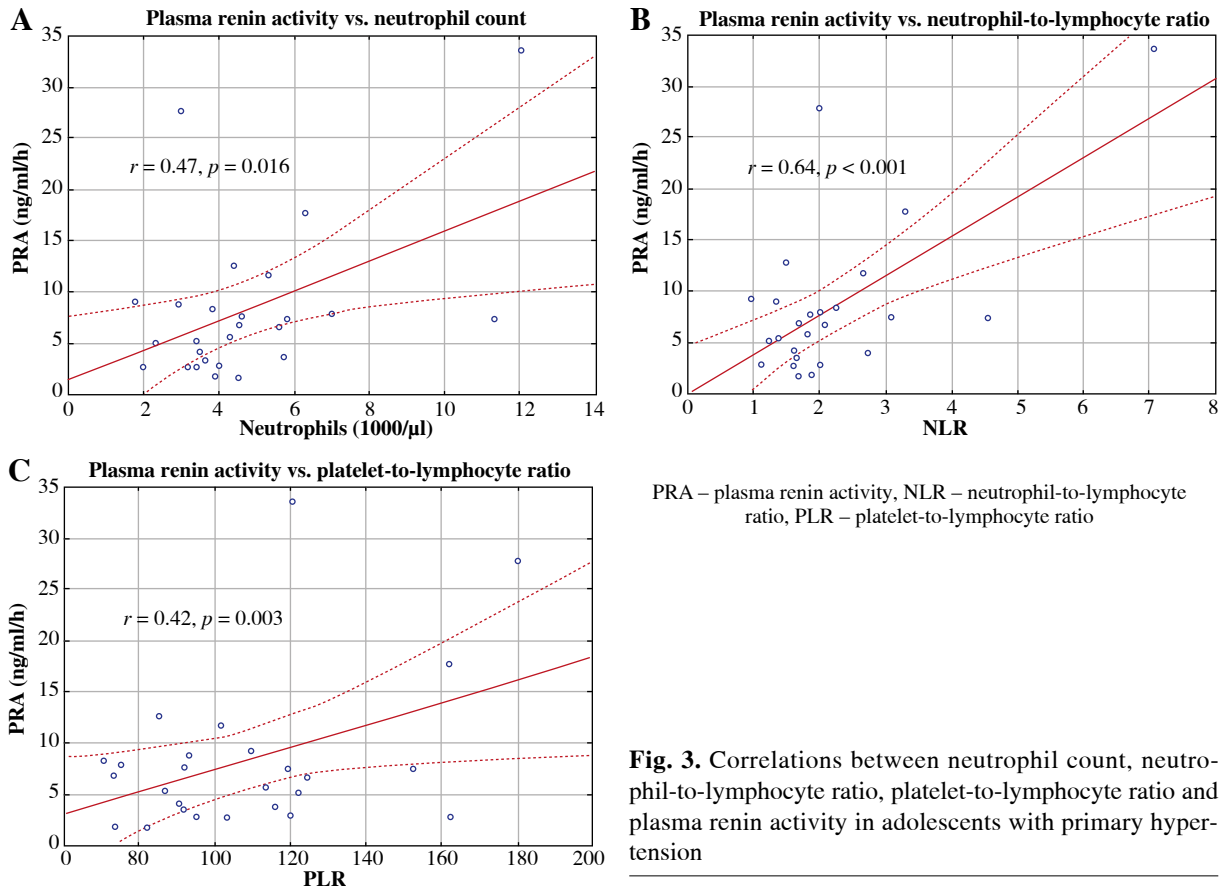 A
Plasma renin activity vs. neutrophil count
PRA (ng/ml/h)
35
30
25
20
15
10
5
0
r = 0.47, p = 0.016
0 2 4 6 8 10 12 14
Neutrophils (1000/µl)
B
Plasma renin activity vs. neutrophil-to-lymphocyte ratio
PRA (ng/ml/h)
35
30
25
20
15
10
5
0
r = 0.64, p < 0.001
0 1 2 3 4 5 6 7 8
NLR
C
Plasma renin activity vs. platelet-to-lymphocyte ratio
PRA (ng/ml/h)
35
30
25
20
15
10
5
0
r = 0.42, p = 0.003
0 80 100 120 140 160 180 200
PLR
PRA – plasma renin activity, NLR – neutrophil-to-lymphocyte
ratio, PLR – platelet-to-lymphocyte ratio
Fig. 3. Correlations between neutrophil count, neutro-
phil-to-lymphocyte ratio, platelet-to-lymphocyte ratio and
plasma renin activity in adolescents with primary hyper-
tension